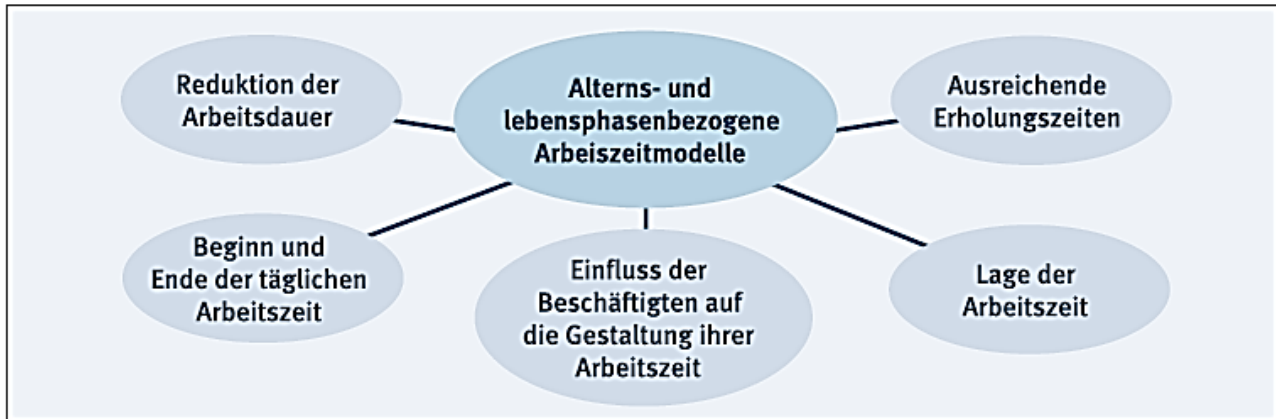 Reduktion der
Arbeitsdauer
Alterns- und
lebensphasenbezogene
Arbeiszeitmodelle
Ausreichende
Erholungszeiten
Beginn und
Ende der täglichen
Arbeitszeit
Einfluss der
Beschäftigten auf
die Gestaltung ihrer
Arbeitszeit
Lage der
Arbeitszeit